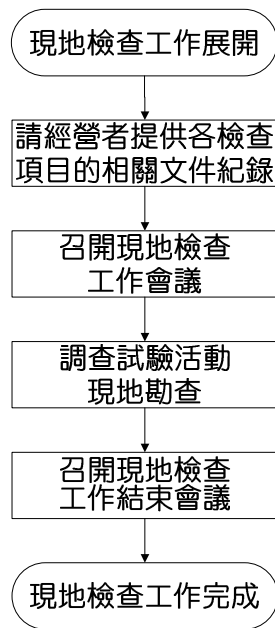 現地檢查工作展開
請經營者提供各檢查
項目的相關文件紀錄
召開現地檢查
工作會議
調查試驗活動
現地勘查
召開現地檢查
工作結束會議
現地檢查工作完成